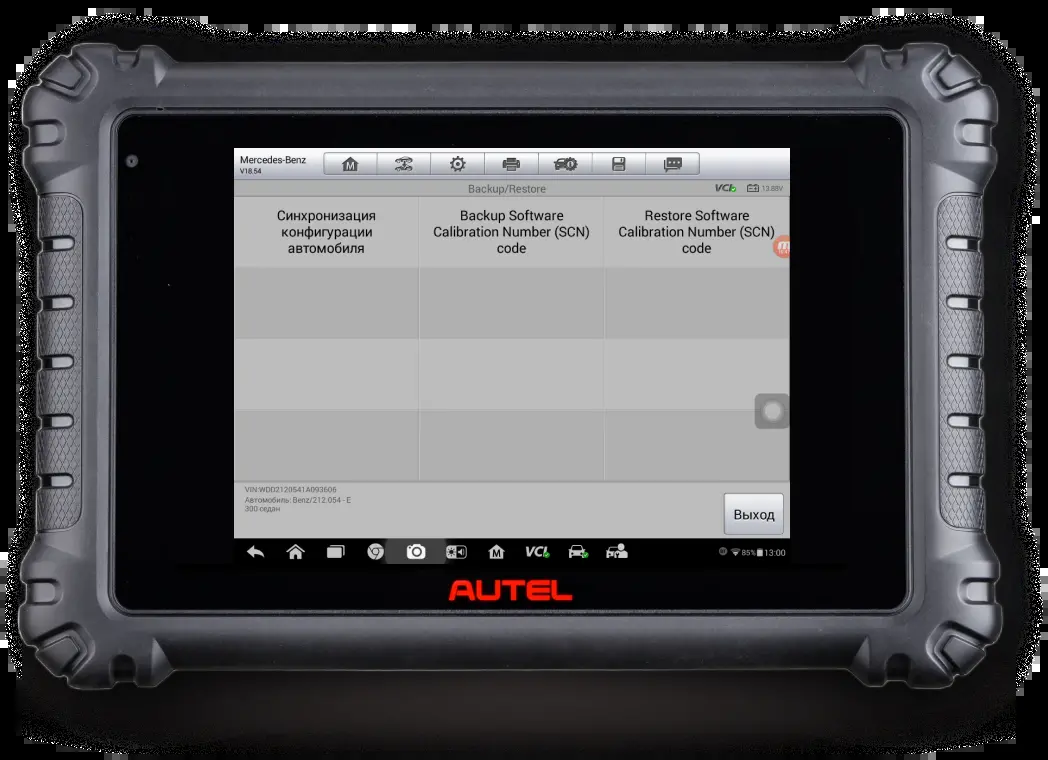 Mercedes-Benz
V18.54
Backup/Restore
VCI
13.88V
Синхронизация
конфигурации
автомобиля
Backup Software
Calibration Number (SCN)
code
Restore Software
Calibration Number (SCN)
code
VIN:WDD2120541A093606
Автомобиль: Benz/212.054 - E
300 седан
Выход
M
VCI
85%
13:00
AUTEL